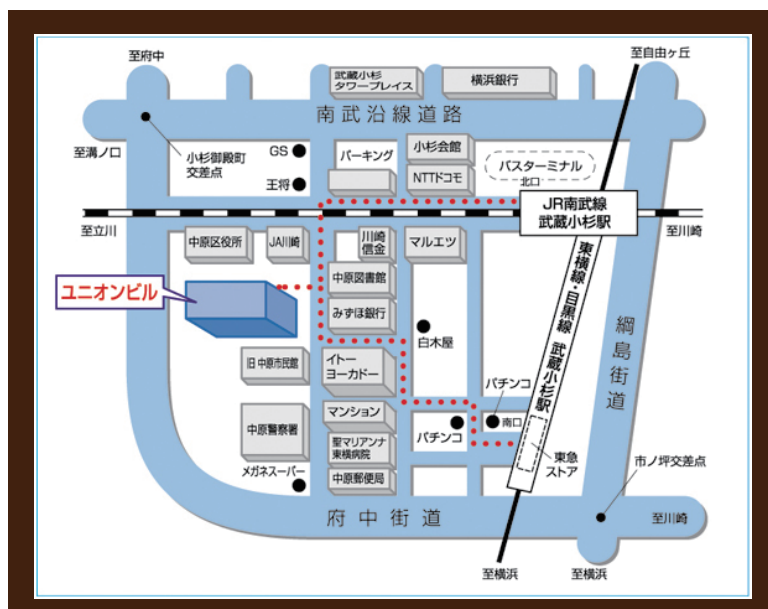 至府中
至自由ヶ丘
武蔵小杉
タワープレイス
横浜銀行
南武沿線道路
至溝ノ口
小杉御殿町
交差点
GS
王将
パーキング
小杉会館
NTTドコモ
バスターミナル
北口
JR南武線
武蔵小杉駅
至立川
至川崎
中原区役所
JA川崎
川崎
信金
マルエツ
ユニオンビル
中原図書館
みずほ銀行
白木屋
東横線・目黒線 武蔵小杉駅
綱島街道
旧 中原市民館
イトー
ヨーカドー
パチンコ
マンション
パチンコ
南口
中原警察署
聖マリアンナ
東横病院
東急
ストア
メガネスーパー
中原郵便局
市ノ坪交差点
府中街道
至川崎
至横浜
至横浜